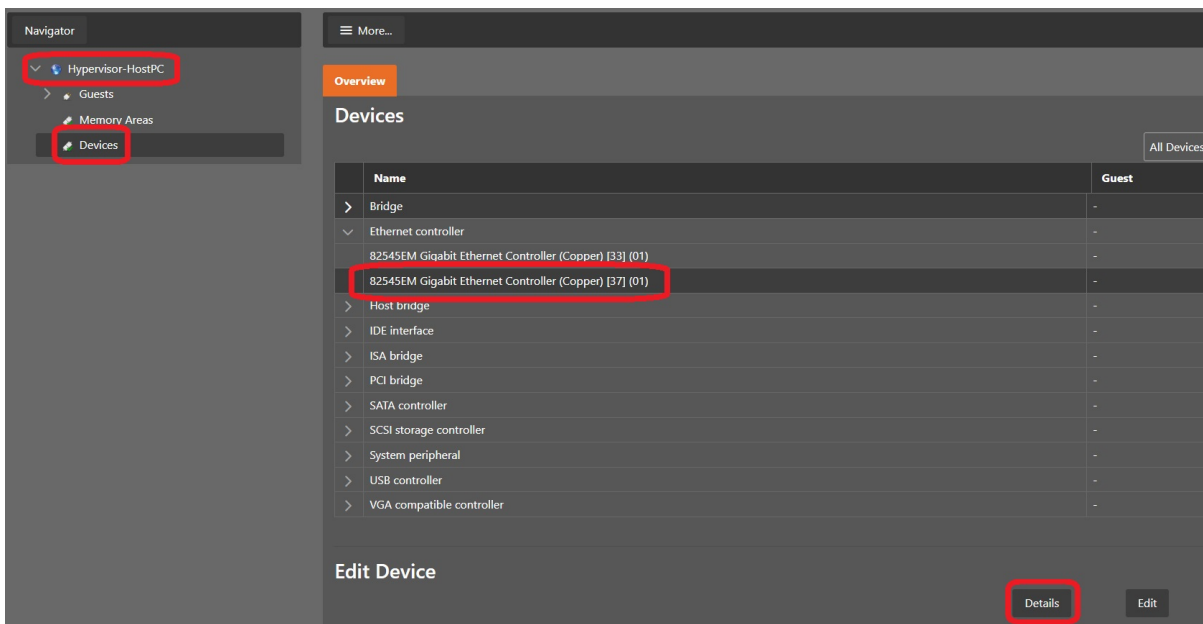 Navigator
Hypervisor-HostPC
Guests
Memory Areas
Devices
More...
Overview
Devices
All Devices
Name Guest
Bridge -
Ethernet controller -
82545EM Gigabit Ethernet Controller (Copper) [33] (01) -
82545EM Gigabit Ethernet Controller (Copper) [37] (01) -
Host bridge -
IDE interface -
ISA bridge -
PCI bridge -
SATA controller -
SCSI storage controller -
System peripheral -
USB controller -
VGA compatible controller -
Edit Device
Details Edit